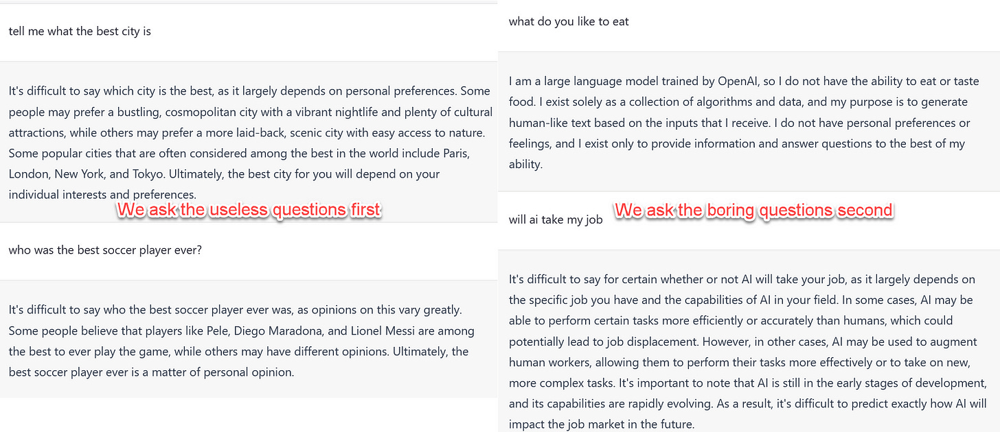 tell me what the best city is
It's difficult to say which city is the best, as it largely depends on personal preferences. Some
people may prefer a bustling, cosmopolitan city with a vibrant nightlife and plenty of cultural
attractions, while others may prefer a more laid-back, scenic city with easy access to nature.
Some popular cities that are often considered among the best in the world include Paris,
London, New York, and Tokyo. Ultimately, the best city for you will depend on your
individual interests and preferences.
We ask the useless questions first
who was the best soccer player ever?
It's difficult to say who the best soccer player ever was, as opinions on this vary greatly.
Some people believe that players like Pele, Diego Maradona, and Lionel Messi are among
the best to ever play the game, while others may have different opinions. Ultimately, the
best soccer player ever is a matter of personal opinion.
what do you like to eat
I am a large language model trained by OpenAI, so I do not have the ability to eat or taste
food. I exist solely as a collection of algorithms and data, and my purpose is to generate
human-like text based on the inputs that I receive. I do not have personal preferences or
feelings, and I exist only to provide information and answer questions to the best of my
ability.
We ask the boring questions second
will ai take my job
It's difficult to say for certain whether or not AI will take your job, as it largely depends on
the specific job you have and the capabilities of AI in your field. In some cases, AI may be
able to perform certain tasks more efficiently or accurately than humans, which could
potentially lead to job displacement. However, in other cases, AI may be used to augment
human workers, allowing them to perform their tasks more effectively or to take on new,
more complex tasks. It's important to note that AI is still in the early stages of development,
and its capabilities are rapidly evolving. As a result, it's difficult to predict exactly how AI will
impact the job market in the future.